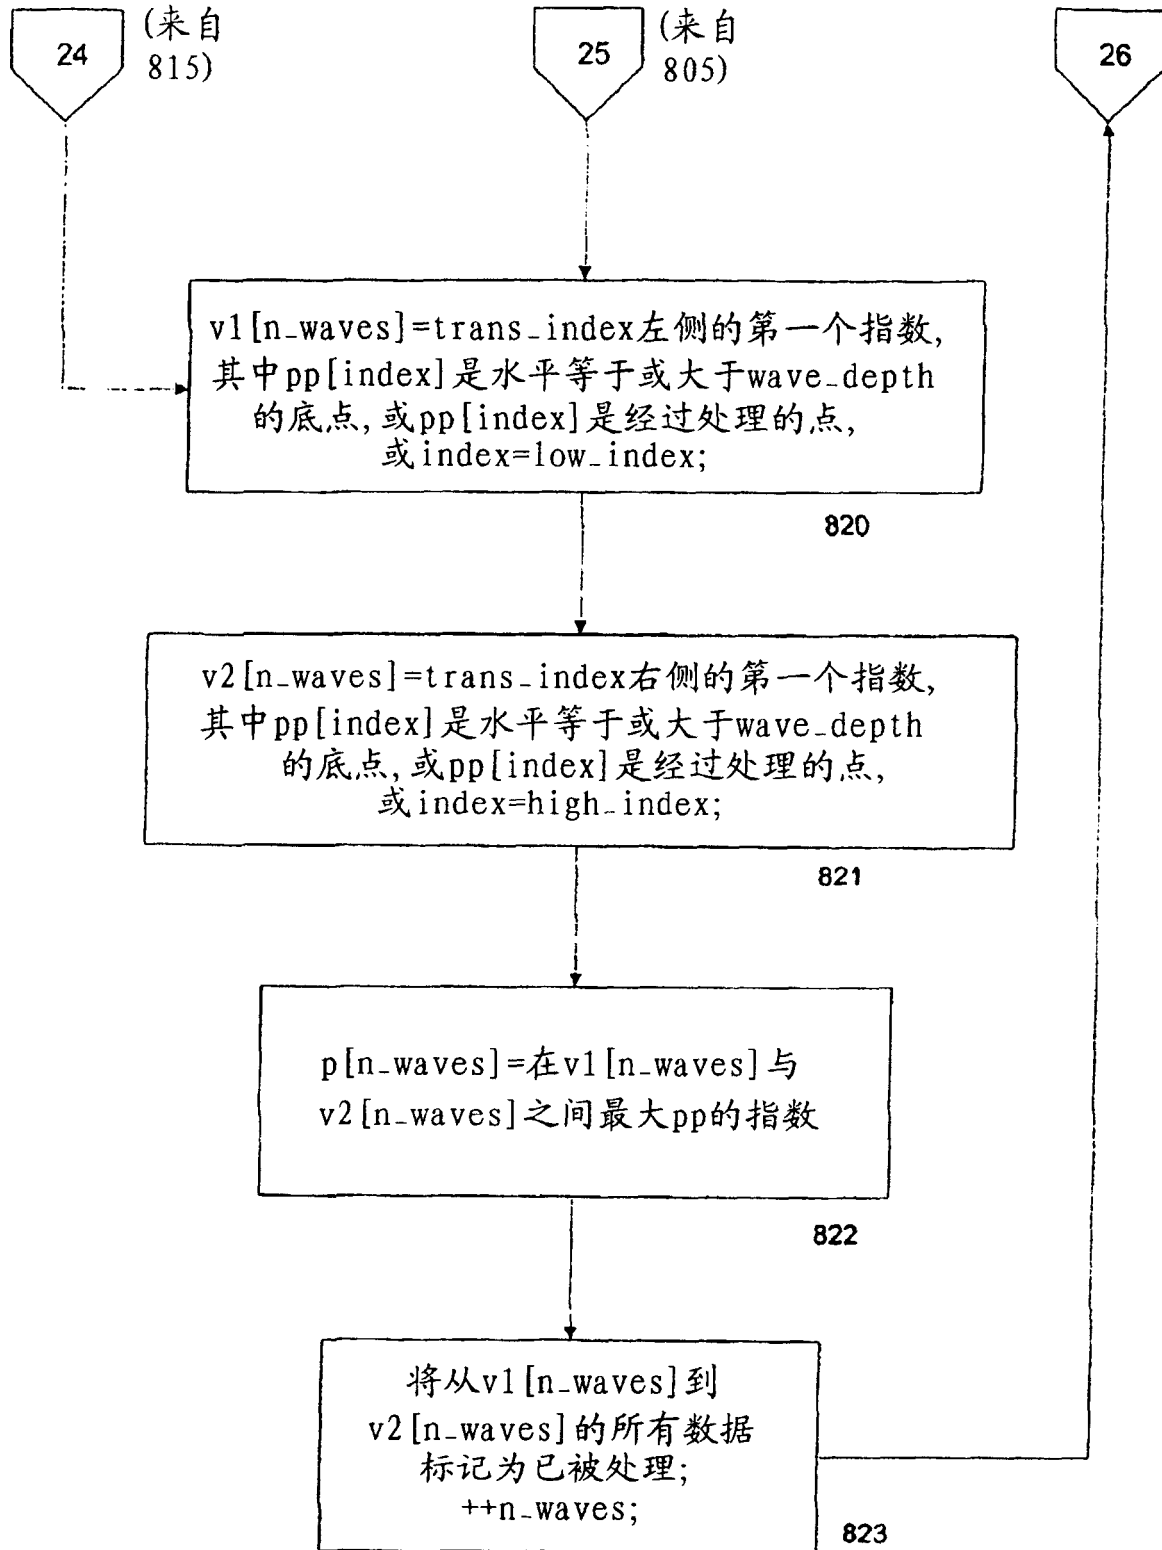 24
(来自
815)
25
(来自
805)
26
v1[n_waves]=trans_index左侧的第一个指数,
其中pp[index]是水平等于或大于wave_depth
的底点,或pp[index]是经过处理的点,
或index=low_index;
820
v2[n_waves]=trans_index右侧的第一个指数,
其中pp[index]是水平等于或大于wave_depth
的底点,或pp[index]是经过处理的点,
或index=high_index;
821
p[n_waves]=在v1[n_waves]与
v2[n_waves]之间最大pp的指数
822
将从v1[n_waves]到
v2[n_waves]的所有数据
标记为已被处理;
++n_waves;
823